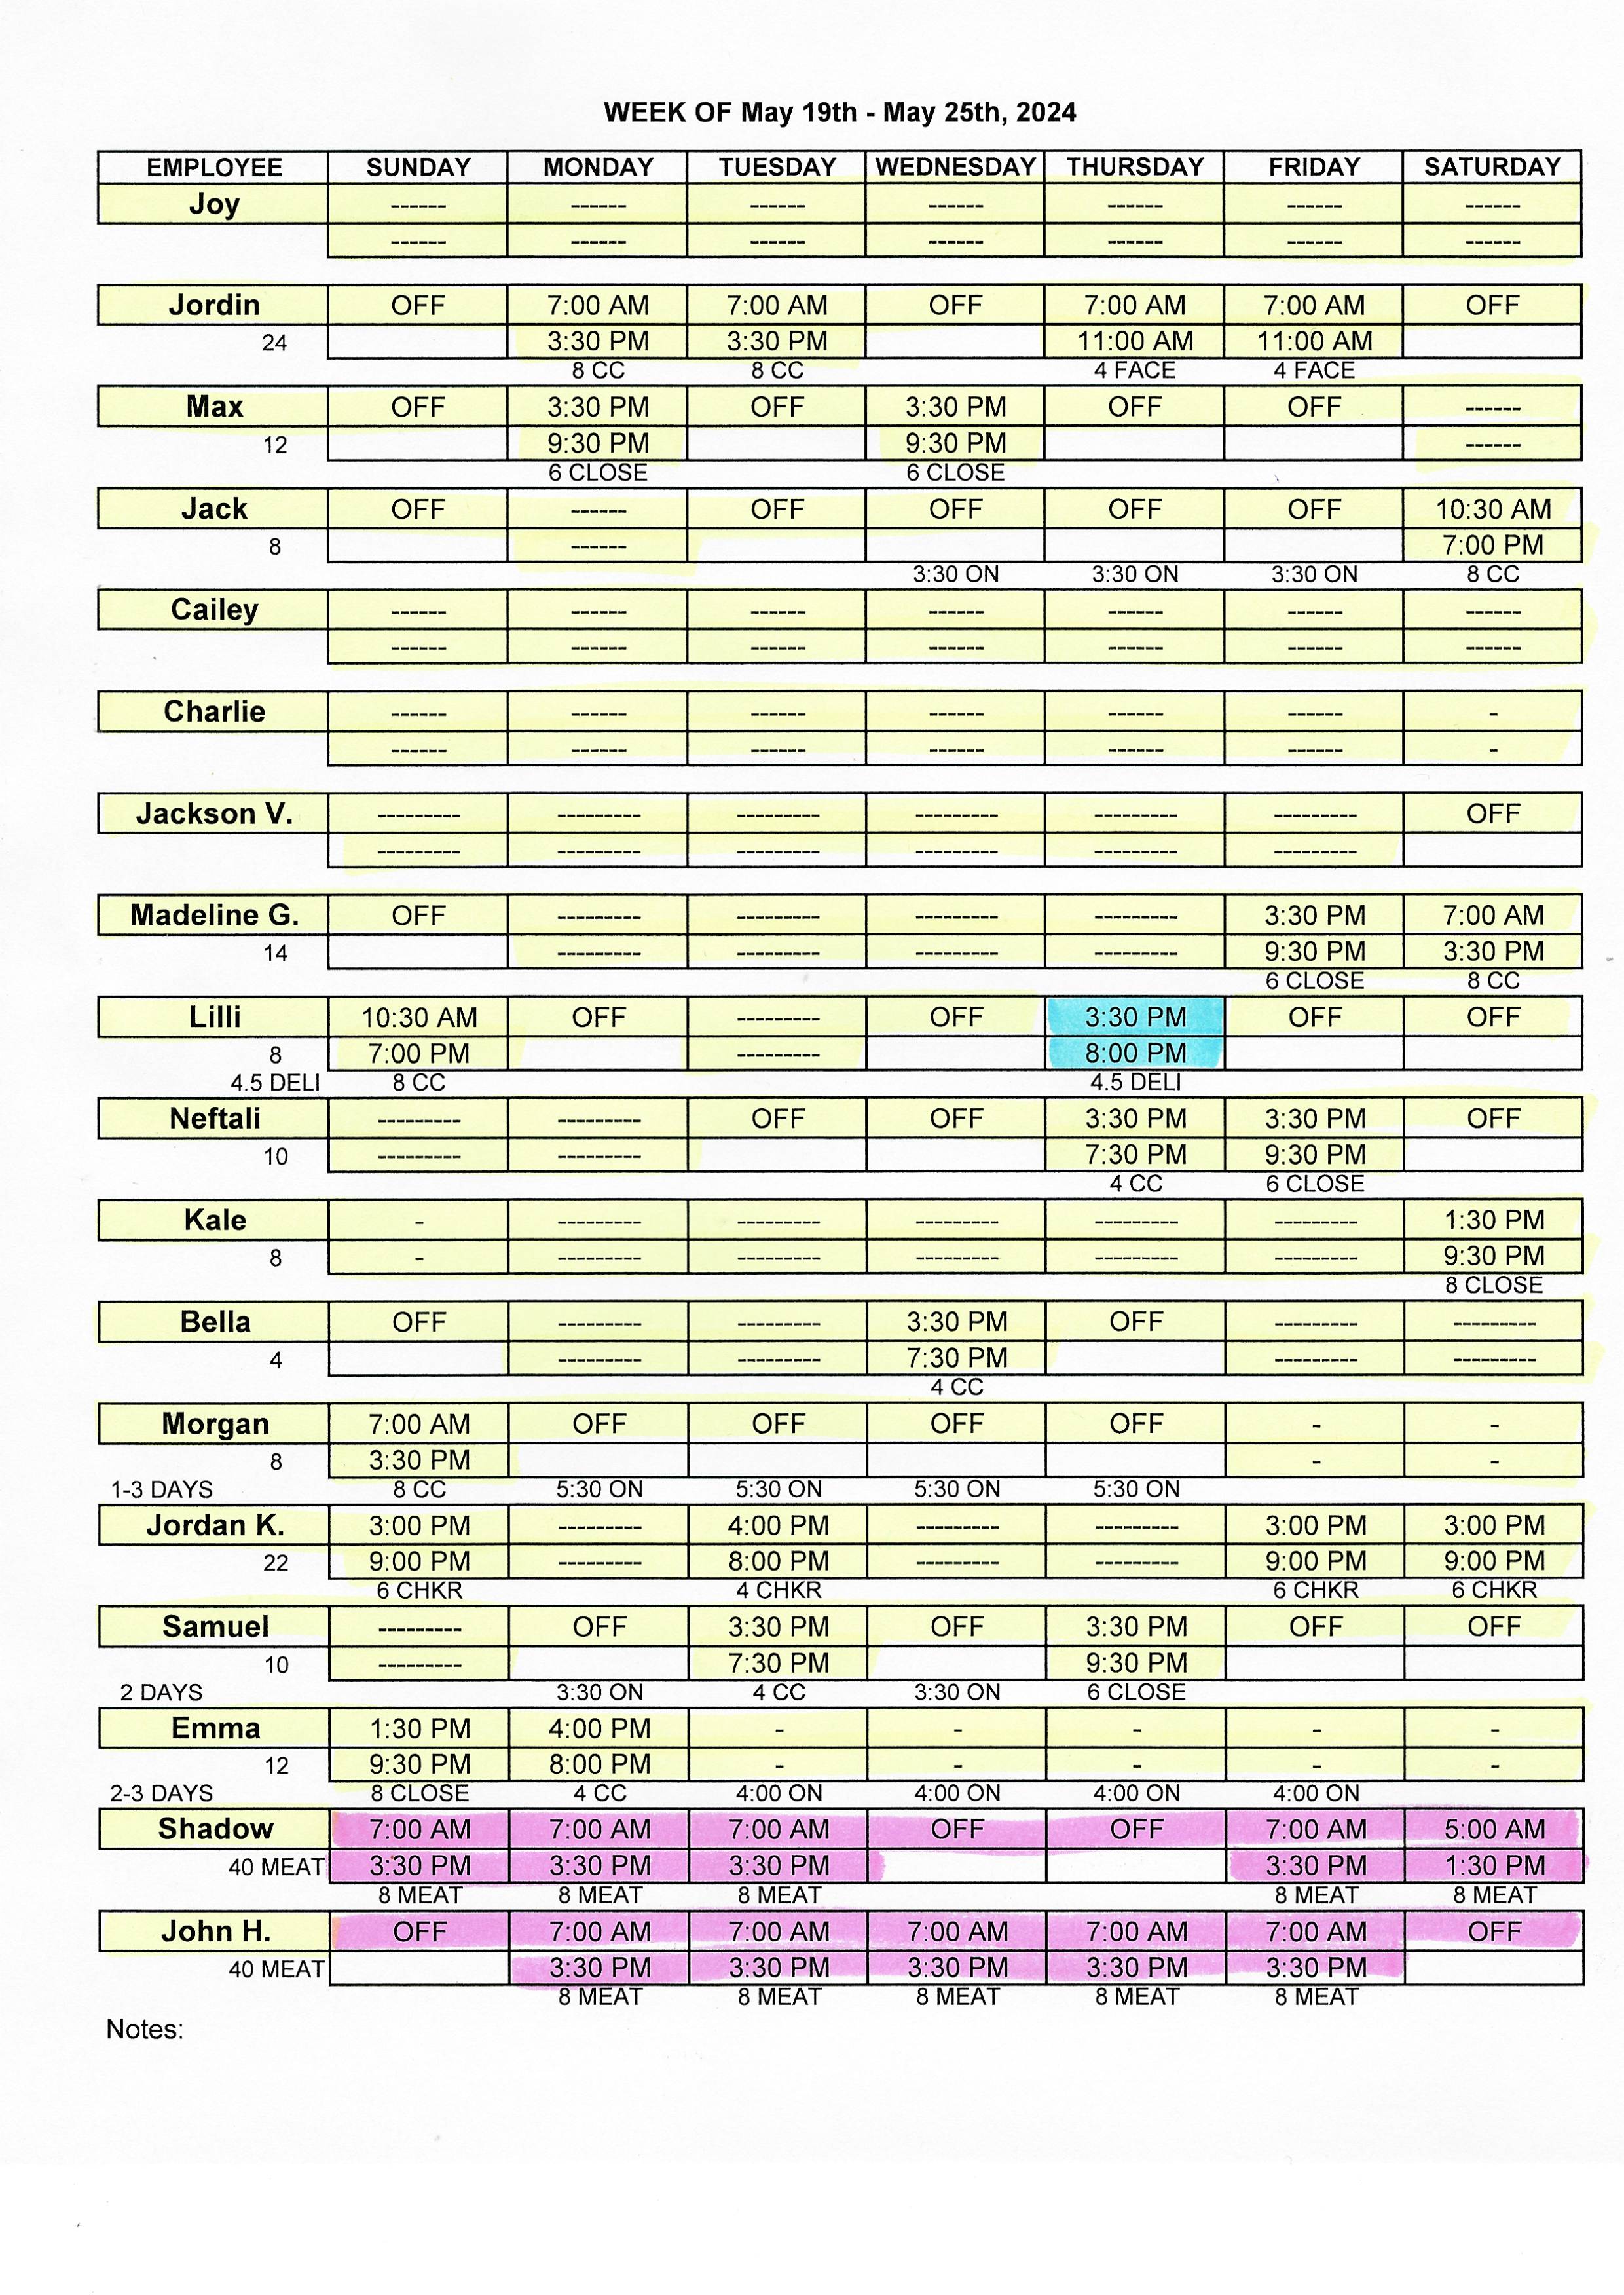 WEEK OF May 19th - May 25th, 2024
EMPLOYEE SUNDAY MONDAY TUESDAY WEDNESDAY THURSDAY FRIDAY SATURDAY
Joy ------ ------ ------ ------ ------ ------ ------
------ ------ ------ ------ ------ ------ ------
Jordin OFF 7:00 AM 7:00 AM OFF 7:00 AM 7:00 AM OFF
24 3:30 PM 3:30 PM 11:00 AM 11:00 AM
8 CC 8 CC 4 FACE 4 FACE
Max OFF 3:30 PM OFF 3:30 PM OFF OFF ------
12 9:30 PM 9:30 PM ------
6 CLOSE 6 CLOSE
Jack OFF ------ OFF OFF OFF OFF 10:30 AM
8 ------ 7:00 PM
3:30 ON 3:30 ON 3:30 ON 8 CC
Cailey ------ ------ ------ ------ ------ ------ ------
------ ------ ------ ------ ------ ------ ------
Charlie ------ ------ ------ ------ ------ ------ -
------ ------ ------ ------ ------ ------ -
Jackson V. --------- --------- --------- --------- --------- --------- OFF
--------- --------- --------- --------- --------- ---------
Madeline G. OFF --------- --------- --------- --------- 3:30 PM 7:00 AM
14 --------- --------- --------- --------- 9:30 PM 3:30 PM
6 CLOSE 8 CC
Lilli 10:30 AM OFF --------- OFF 3:30 PM OFF OFF
8 7:00 PM --------- 8:00 PM
4.5 DELI 8 CC 4.5 DELI
Neftali --------- --------- OFF OFF 3:30 PM 3:30 PM OFF
10 --------- --------- 7:30 PM 9:30 PM
4 CC 6 CLOSE
Kale - --------- --------- --------- --------- --------- 1:30 PM
8 - --------- --------- --------- --------- --------- 9:30 PM
8 CLOSE
Bella OFF --------- --------- 3:30 PM OFF --------- ---------
4 --------- --------- 7:30 PM --------- ---------
4 CC
Morgan 7:00 AM OFF OFF OFF OFF - -
8 3:30 PM - -
1-3 DAYS 8 CC 5:30 ON 5:30 ON 5:30 ON 5:30 ON
Jordan K. 3:00 PM --------- 4:00 PM --------- --------- 3:00 PM 3:00 PM
22 9:00 PM --------- 8:00 PM --------- --------- 9:00 PM 9:00 PM
6 CHKR 4 CHKR 6 CHKR 6 CHKR
Samuel --------- OFF 3:30 PM OFF 3:30 PM OFF OFF
10 --------- 7:30 PM 9:30 PM
2 DAYS 3:30 ON 4 CC 3:30 ON 6 CLOSE
Emma 1:30 PM 4:00 PM - - - - -
12 9:30 PM 8:00 PM - - - - -
2-3 DAYS 8 CLOSE 4 CC 4:00 ON 4:00 ON 4:00 ON 4:00 ON
Shadow 7:00 AM 7:00 AM 7:00 AM OFF OFF 7:00 AM 5:00 AM
40 MEAT 3:30 PM 3:30 PM 3:30 PM 3:30 PM 1:30 PM
8 MEAT 8 MEAT 8 MEAT 8 MEAT 8 MEAT
John H. OFF 7:00 AM 7:00 AM 7:00 AM 7:00 AM 7:00 AM OFF
40 MEAT 3:30 PM 3:30 PM 3:30 PM 3:30 PM 3:30 PM
8 MEAT 8 MEAT 8 MEAT 8 MEAT 8 MEAT
Notes: